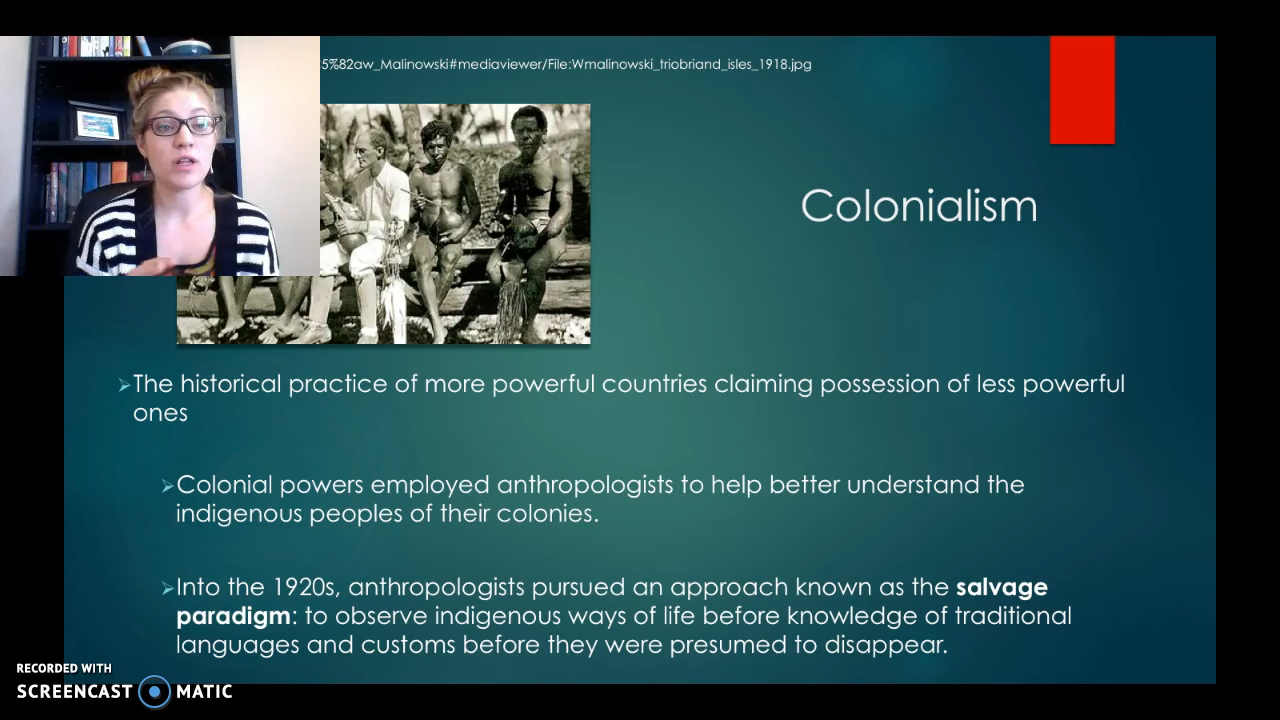 5%82aw_Malinowski#mediaviewer/File:Wmalinowski_triobriand_isles_1918.jpg
Colonialism
➢The historical practice of more powerful countries claiming possession of less powerful
ones
➢Colonial powers employed anthropologists to help better understand the
indigenous peoples of their colonies.
➢Into the 1920s, anthropologists pursued an approach known as the salvage
paradigm: to observe indigenous ways of life before knowledge of traditional
languages and customs before they were presumed to disappear.
RECORDED WITH
SCREENCAST MATIC